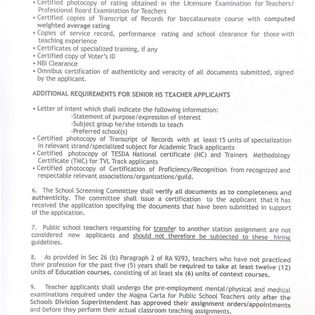 • Certified photocopy of rating obtained in the Licensure Examination for Teachers/
Professional Board Examination for Teachers
• Certified copies of Transcript of Records for baccalaureate course with computed
weighted average rating
• Copies of service record, performance rating and school clearance for those with
teaching experience
• Certificates of specialized training, if any
• Certified copy of Voter's ID
• NBI Clearance
• Omnibus certification of authenticity and veracity of all documents submitted, signed
by the applicant.
ADDITIONAL REQUIREMENTS FOR SENIOR HS TEACHER APPLICANTS
• Letter of intent which shall indicate the following information:
-Statement of purpose/expression of interest
-Subject group he/she intends to teach
-Preferred school(s)
• Certified photocopy of Transcript of Records with at least 15 units of specialization
in relevant strand/specialized subject for Academic Track applicants
• Certified photocopy of TESDA National certificate (NC) and Trainers Methodology
Certificate (TMC) for TVL Track applicants
• Certified photocopy of Certification of Proficiency/Recognition from recognized and
respectable relevant associations/organizations/guild.
6. The School Screening Committee shall verify all documents as to completeness and
authenticity. The committee shall issue a certification to the applicant that it has
received the application specifying the documents that have been submitted in support
of the application.
7. Public school teachers requesting for transfer to another station assignment are not
considered new applicants and should not therefore be subjected to these hiring
guidelines.
8. As provided in Sec 26 (b) Paragraph 2 of RA 9293, teachers who have not practiced
their profession for the past five (5) years shall be required to take at least twelve (12)
units of Education courses, consisting of at least six (6) units of context courses.
9. Teacher applicants shall undergo the pre-employment mental/physical and medical
examinations required under the Magna Carta for Public School Teachers only after the
Schools Division Superintendent has approved their assignment orders/appointments
and before they perform their actual classroom teaching assignments.